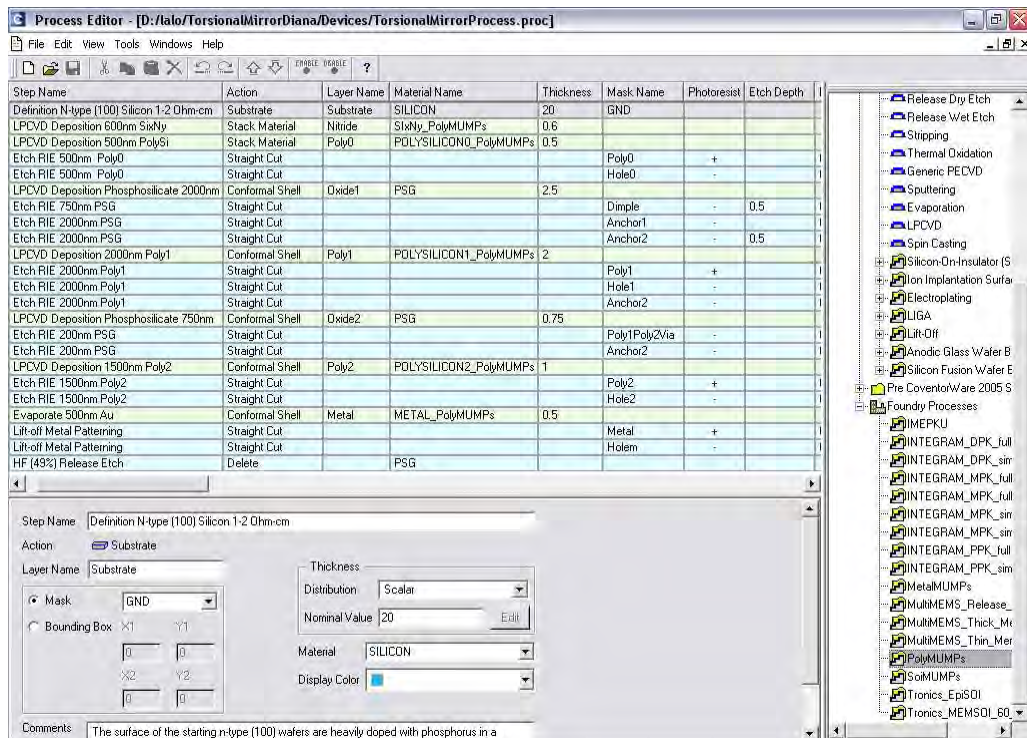 Process Editor - [D:/lalo/TorsionalMirrorDiana/Devices/TorsionalMirrorProcess.proc]
File Edit View Tools Windows Help
ENABLE DISABLE ?
Step Name Action Layer Name Material Name Thickness Mask Name Photoresist Etch Depth
Definition N-type (100) Silicon 1-2 Ohm-cm Substrate Substrate SILICON 20 GND
LPCVD Deposition 600nm SixNy Stack Material Nitride SIxNy_PolyMUMPs 0.6
LPCVD Deposition 500nm PolySi Stack Material Poly0 POLYSILICON0_PolyMUMPs 0.5
Etch RIE 500nm Poly0 Straight Cut Poly0 +
Etch RIE 500nm Poly0 Straight Cut Hole0 -
LPCVD Deposition Phosphosilicate 2000nm Conformal Shell Oxide1 PSG 2.5
Etch RIE 750nm PSG Straight Cut Dimple - 0.5
Etch RIE 2000nm PSG Straight Cut Anchor1 -
Etch RIE 2000nm PSG Straight Cut Anchor2 - 0.5
LPCVD Deposition 2000nm Poly1 Conformal Shell Poly1 POLYSILICON1_PolyMUMPs 2
Etch RIE 2000nm Poly1 Straight Cut Poly1 +
Etch RIE 2000nm Poly1 Straight Cut Hole1 -
Etch RIE 2000nm Poly1 Straight Cut Anchor2 -
LPCVD Deposition Phosphosilicate 750nm Conformal Shell Oxide2 PSG 0.75
Etch RIE 200nm PSG Straight Cut Poly1Poly2Via -
Etch RIE 200nm PSG Straight Cut Anchor2 -
LPCVD Deposition 1500nm Poly2 Conformal Shell Poly2 POLYSILICON2_PolyMUMPs 1
Etch RIE 1500nm Poly2 Straight Cut Poly2 +
Etch RIE 1500nm Poly2 Straight Cut Hole2 -
Evaporate 500nm Au Conformal Shell Metal METAL_PolyMUMPs 0.5
Lift-off Metal Patterning Straight Cut Metal +
Lift-off Metal Patterning Straight Cut Holem -
HF (49%) Release Etch Delete PSG
Step Name Definition N-type (100) Silicon 1-2 Ohm-cm
Action Substrate
Layer Name Substrate
Mask GND
Bounding Box X1 Y1
0 0
X2 Y2
0 0
Thickness
Distribution Scalar
Nominal Value 20 Edit
Material SILICON
Display Color
Comments The surface of the starting n-type (100) wafers are heavily doped with phosphorus in a
Release Dry Etch
Release Wet Etch
Stripping
Thermal Oxidation
Generic PECVD
Sputtering
Evaporation
LPCVD
Spin Casting
Silicon-On-Insulator (S
Ion Implantation Surfa
Electroplating
LIGA
Lift-Off
Anodic Glass Wafer B
Silicon Fusion Wafer E
Pre CoventorWare 2005 S
Foundry Processes
IMEPKU
INTEGRAM_DPK_full
INTEGRAM_DPK_sim
INTEGRAM_MPK_full
INTEGRAM_MPK_full
INTEGRAM_MPK_sim
INTEGRAM_MPK_sim
INTEGRAM_PPK_full
INTEGRAM_PPK_sim
MetalMUMPs
MultiMEMS_Release_
MultiMEMS_Thick_Me
MultiMEMS_Thin_Mer
PolyMUMPs
SoiMUMPs
Tronics_EpiSOI
Tronics_MEMSOI_60_